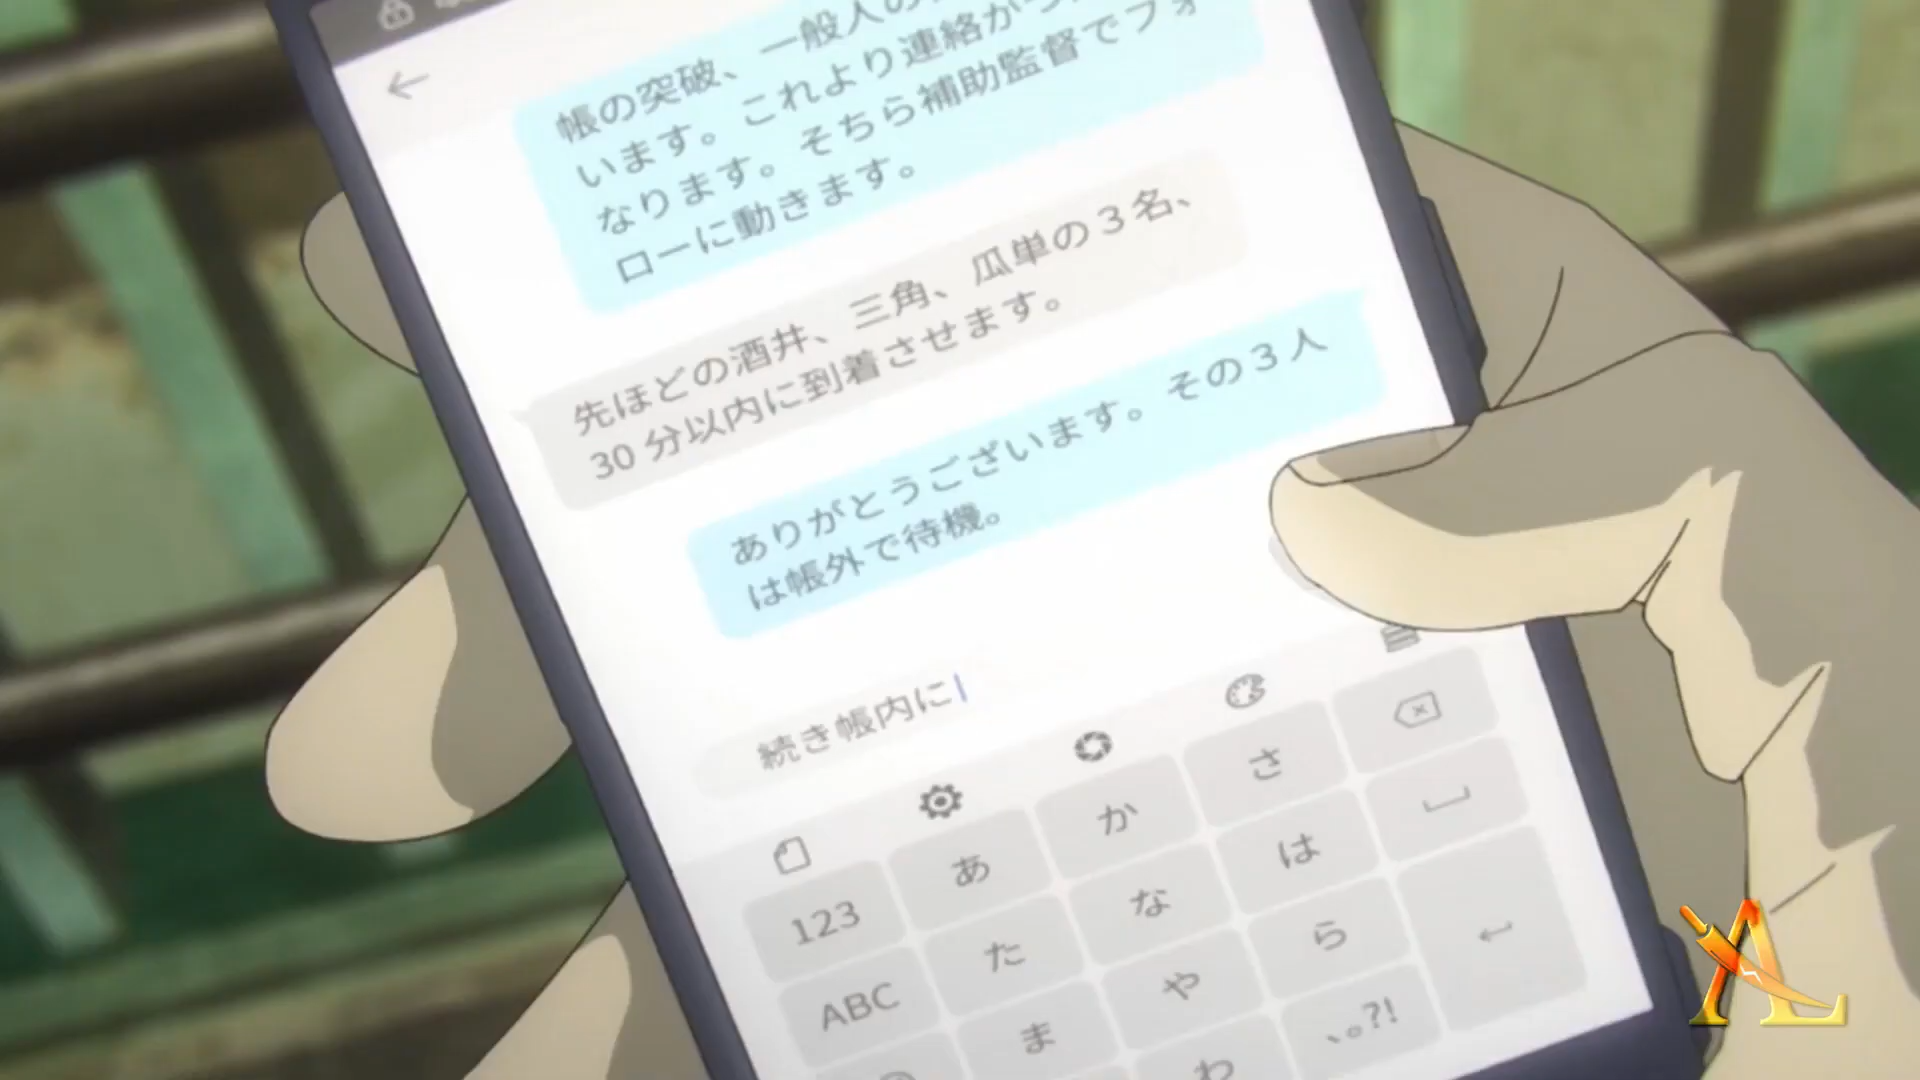 帳の突破、一般人の
います。これより連絡がつ
なります。そちら補助監督でフォ
ローに動きます。
先ほどの酒井、三角、瓜単の3名、
30分以内に到着させます。
ありがとうございます。その3人
は帳外で待機。
続き帳内に
123
あ
か
さ
ABC
た
な
は
ま
や
ら
わ
、。?!
AL